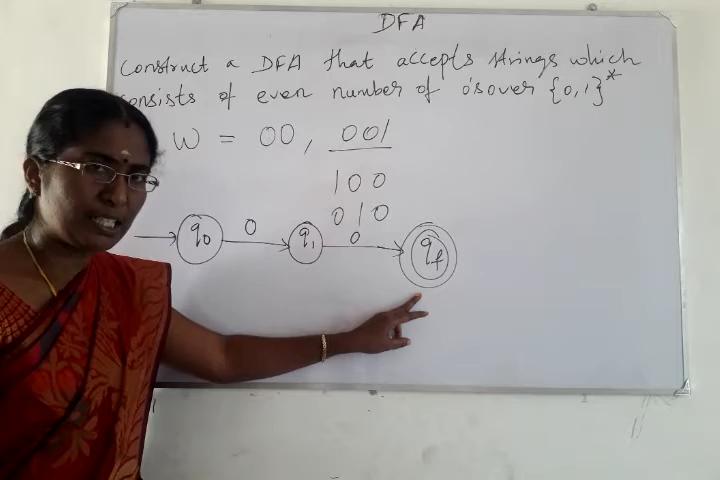 DFA
Construct a DFA that accepts strings which
consists of even number of 0's over {0,1}*
W = 00, 001
100
010
q0 0 q1 0 qf